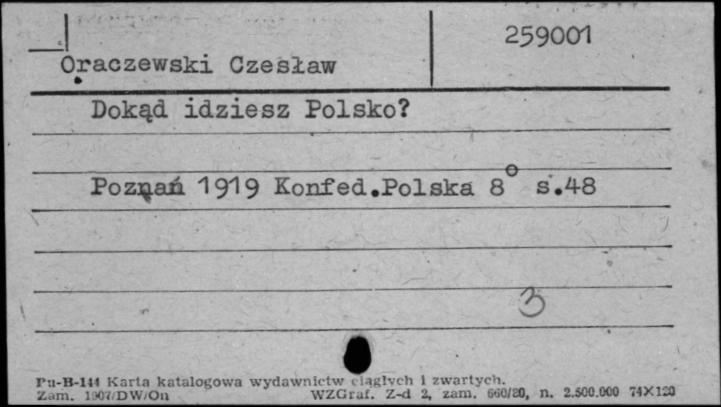 259001
Oraczewski Czesław
Dokąd idziesz Polsko?
Poznań 1919 Konfed.Polska 8° s.48
3
Pu-B-144 Karta katalogowa wydawnictw ciągłych i zwartych.
Zam. 1907/DW/On WZGraf. Z-d 2, zam. 660/80, n. 2.500.000 74X120